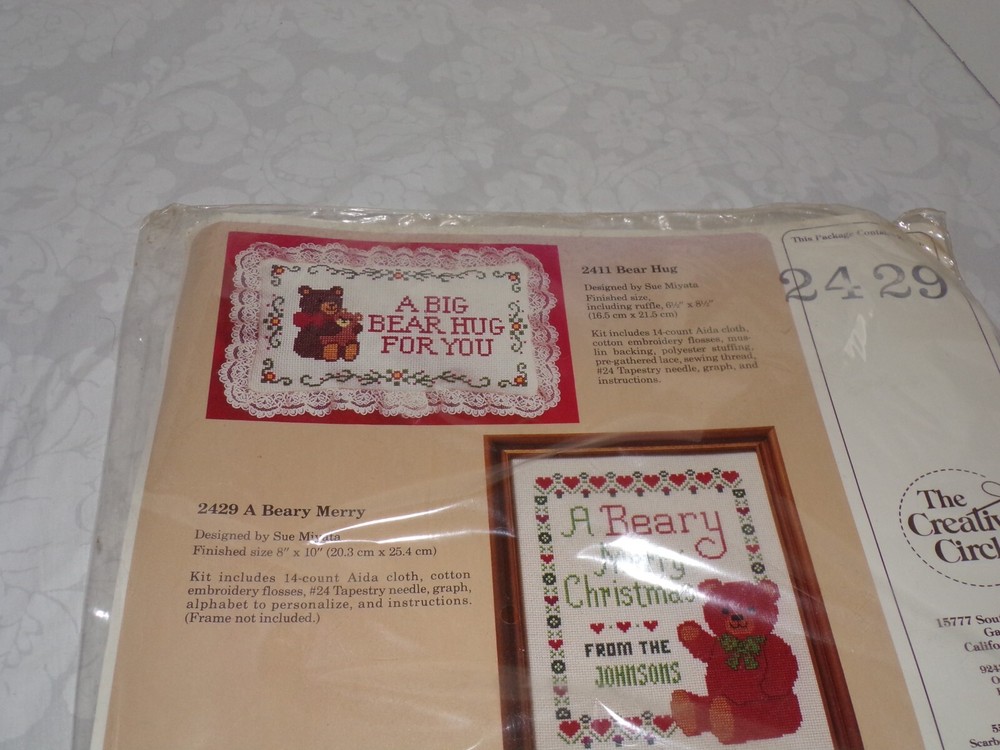 This Package
2429
A BIG
BEAR HUG
FOR YOU
2411 Bear Hug
Designed by Sue Miyata
Finished size,
including ruffle, 6½" x 8½"
(16.5 cm x 21.5 cm)
Kit includes 14-count Aida cloth,
cotton embroidery flosses, mus-
lin backing, polyester stuffing,
pre-gathered lace, sewing thread,
#24 Tapestry needle, graph, and
instructions.
2429 A Beary Merry
Designed by Sue Miyata
Finished size 8" x 10" (20.3 cm x 25.4 cm)
Kit includes 14-count Aida cloth, cotton
embroidery flosses, #24 Tapestry needle, graph,
alphabet to personalize, and instructions.
(Frame not included.)
A Beary
Merry
Christmas
FROM THE
JOHNSONS
The
Creativ
Circl
15777 Sou
Ga
Califo
924
Scarb